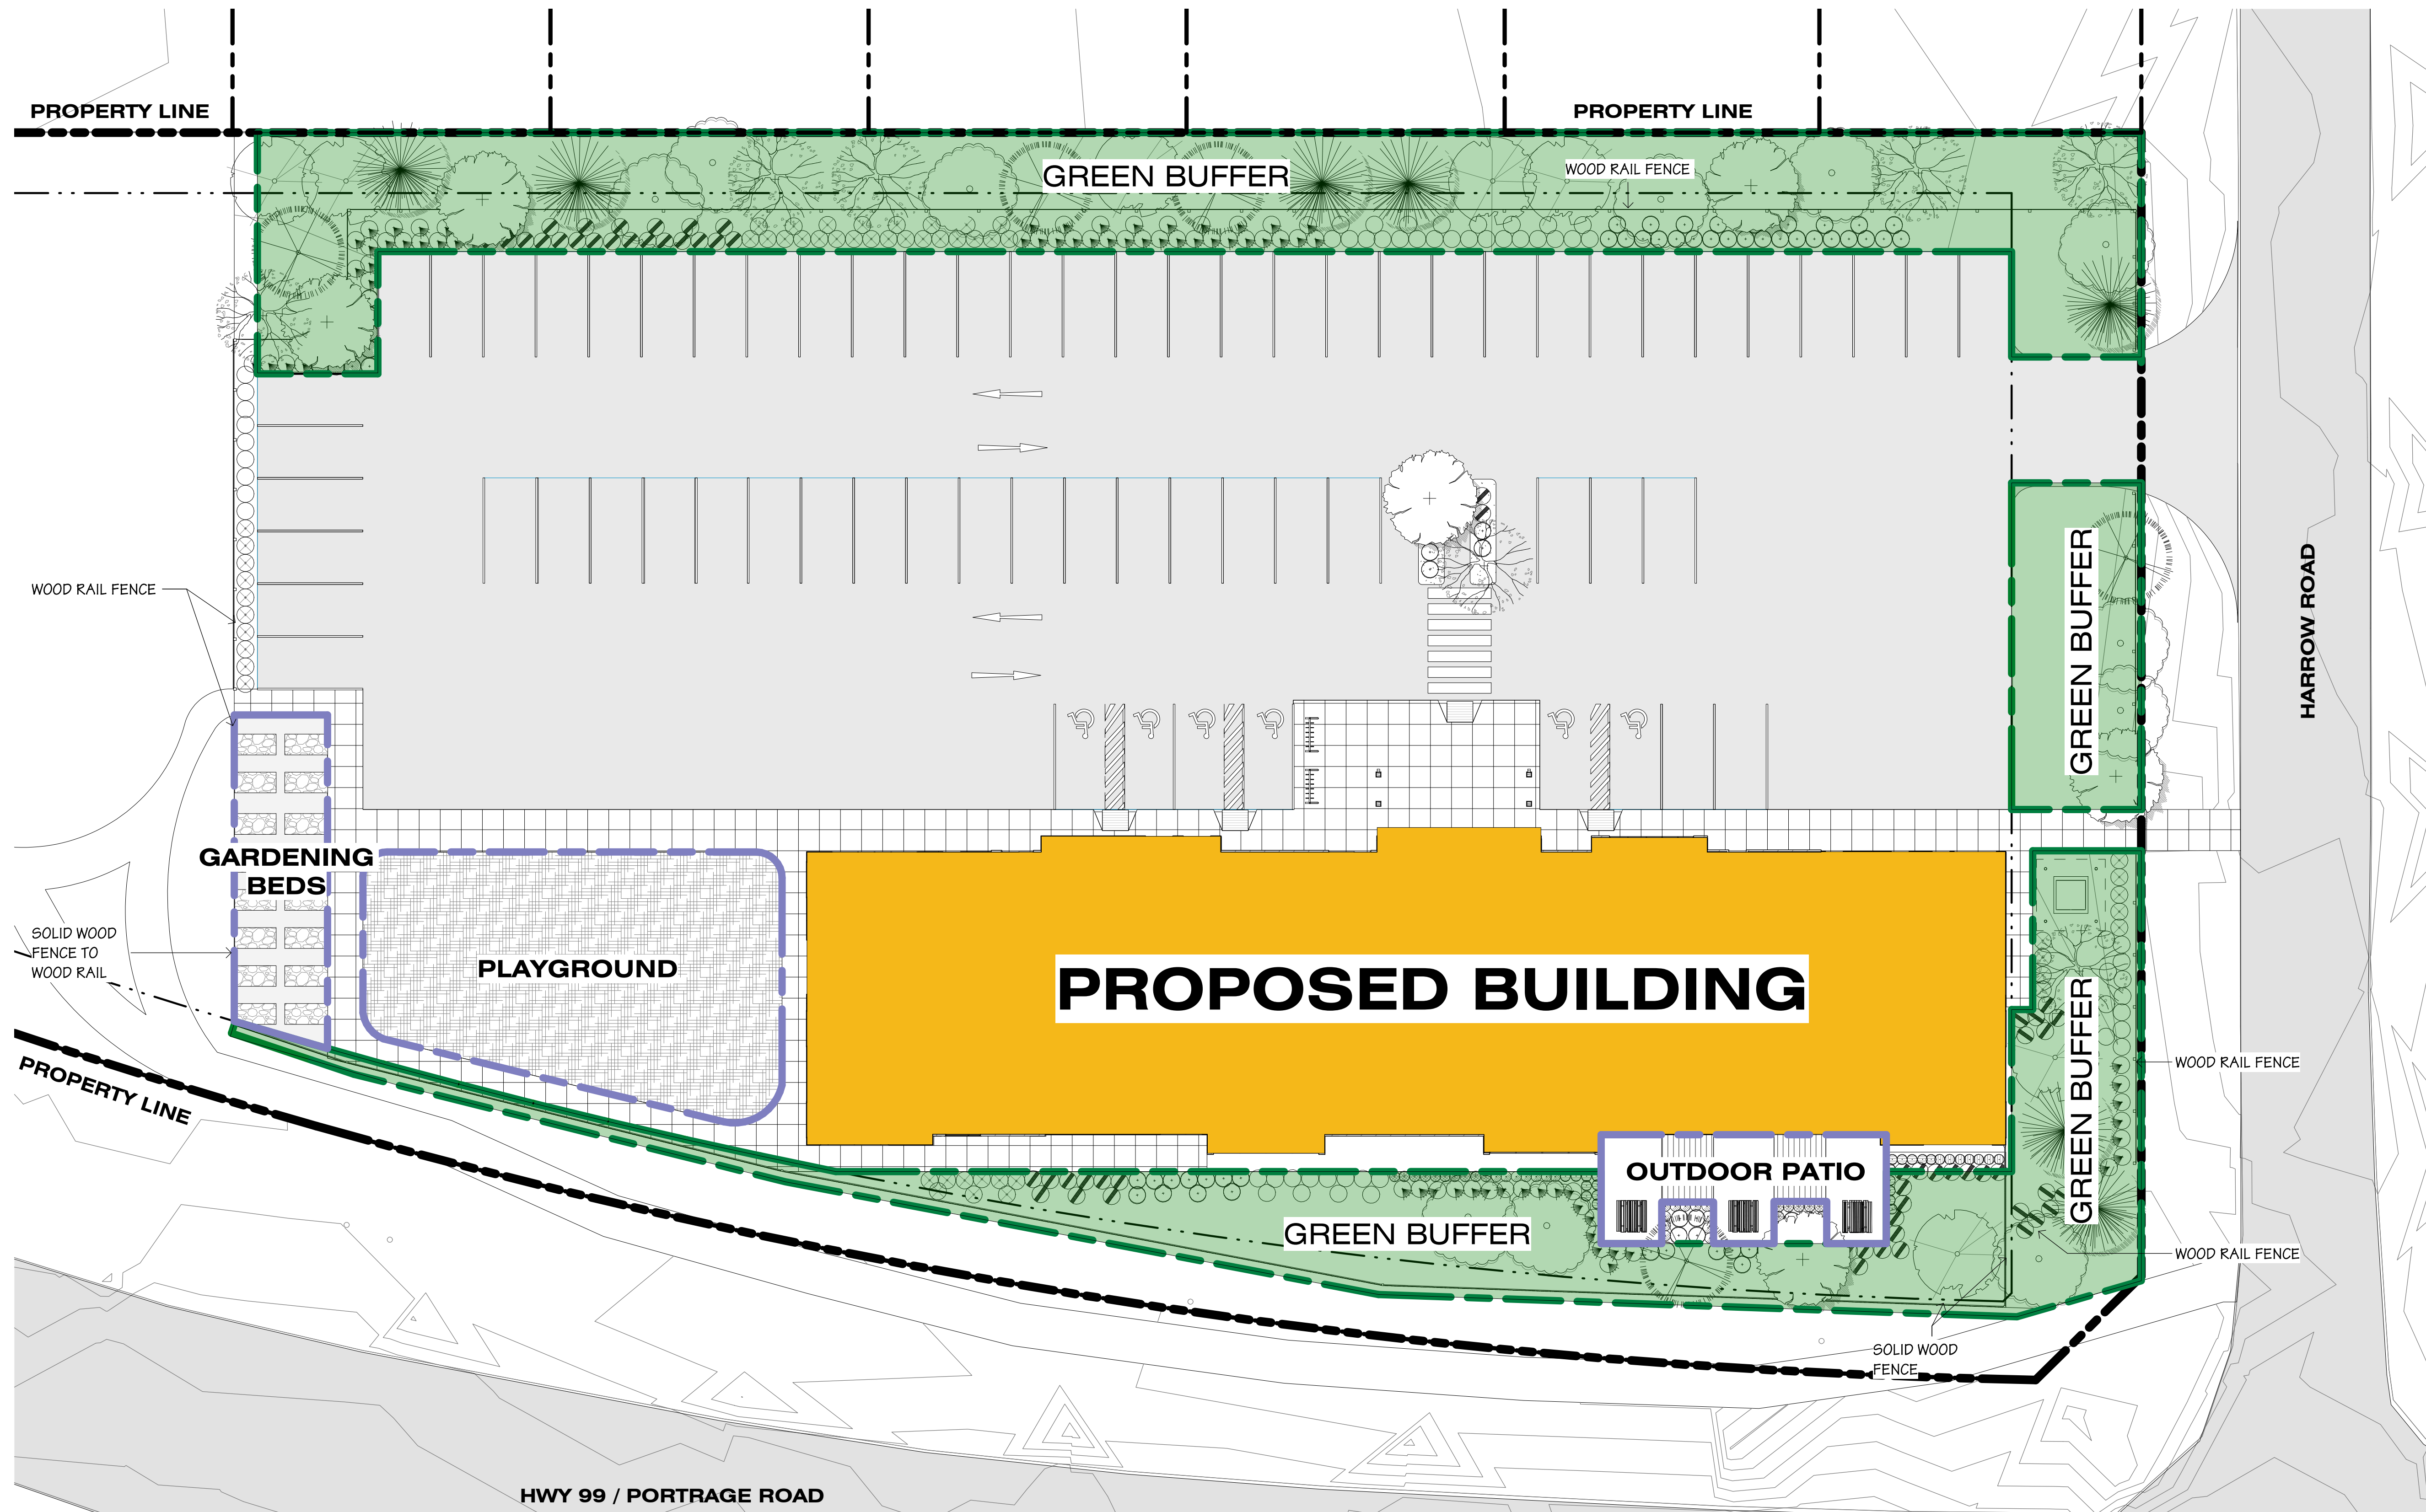 PROPERTY LINE
PROPERTY LINE
GREEN BUFFER
WOOD RAIL FENCE
WOOD RAIL FENCE
GREEN BUFFER
HARROW ROAD
GARDENING
BEDS
SOLID WOOD
FENCE TO
WOOD RAIL
PLAYGROUND
PROPOSED BUILDING
GREEN BUFFER
WOOD RAIL FENCE
PROPERTY LINE
OUTDOOR PATIO
GREEN BUFFER
WOOD RAIL FENCE
SOLID WOOD
FENCE
HWY 99 / PORTRAGE ROAD